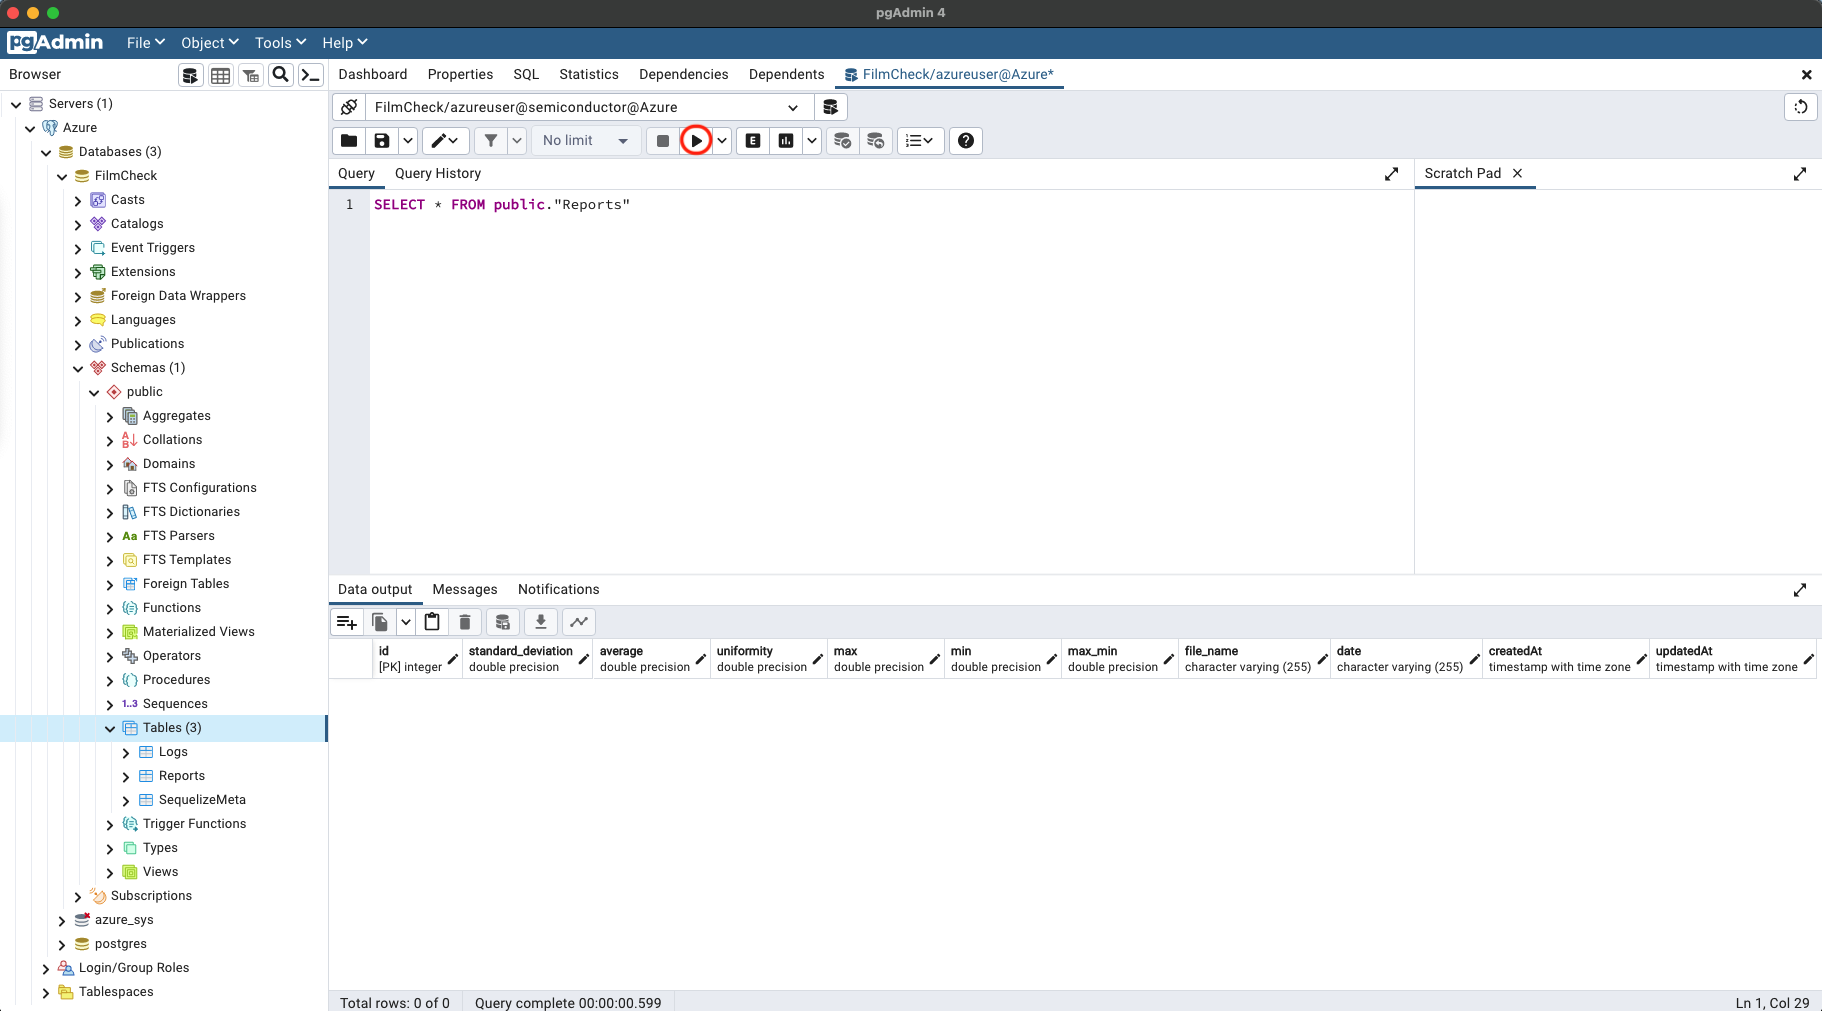 pgAdmin 4
pgAdmin File Object Tools Help
Browser
Dashboard Properties SQL Statistics Dependencies Dependents FilmCheck/azureuser@Azure*
FilmCheck/azureuser@semiconductor@Azure
No limit
Query Query History
Scratch Pad
1 SELECT * FROM public."Reports"
Servers (1)
Azure
Databases (3)
FilmCheck
Casts
Catalogs
Event Triggers
Extensions
Foreign Data Wrappers
Languages
Publications
Schemas (1)
public
Aggregates
Collations
Domains
FTS Configurations
FTS Dictionaries
Aa FTS Parsers
FTS Templates
Foreign Tables
Functions
Materialized Views
Operators
Procedures
1..3 Sequences
Tables (3)
Logs
Reports
SequelizeMeta
Trigger Functions
Types
Views
Subscriptions
azure_sys
postgres
Login/Group Roles
Tablespaces
Data output Messages Notifications
id standard_deviation average uniformity max min max_min file_name date createdAt updatedAt
[PK] integer double precision double precision double precision double precision double precision double precision character varying (255) character varying (255) timestamp with time zone timestamp with time zone
Total rows: 0 of 0 Query complete 00:00:00.599 Ln 1, Col 29